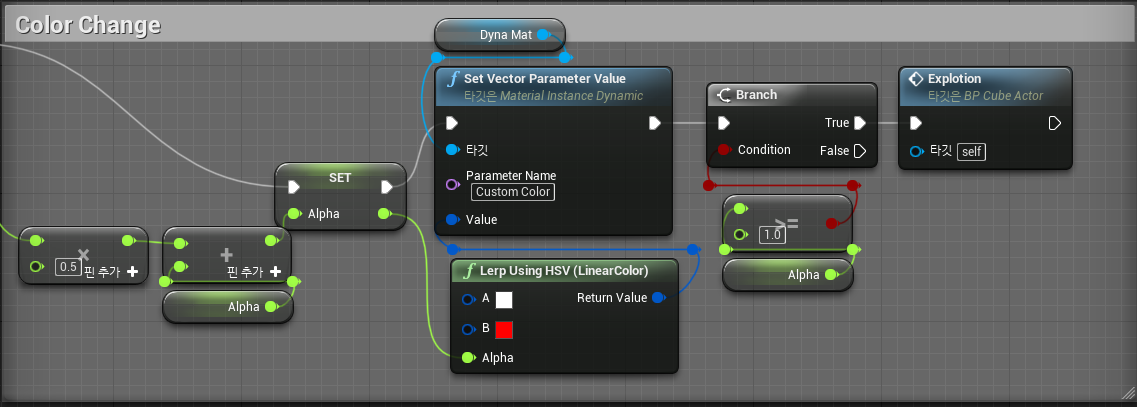 Color Change
Dyna Mat
Set Vector Parameter Value
타깃은 Material Instance Dynamic
타깃
Parameter Name
Custom Color
Value
Branch
True
Condition
False
Explotion
타깃은 BP Cube Actor
타깃 self
SET
Alpha
×
0.5
핀 추가 +
+
핀 추가 +
Alpha
Lerp Using HSV (LinearColor)
A
Return Value
B
Alpha
>=
1.0
Alpha